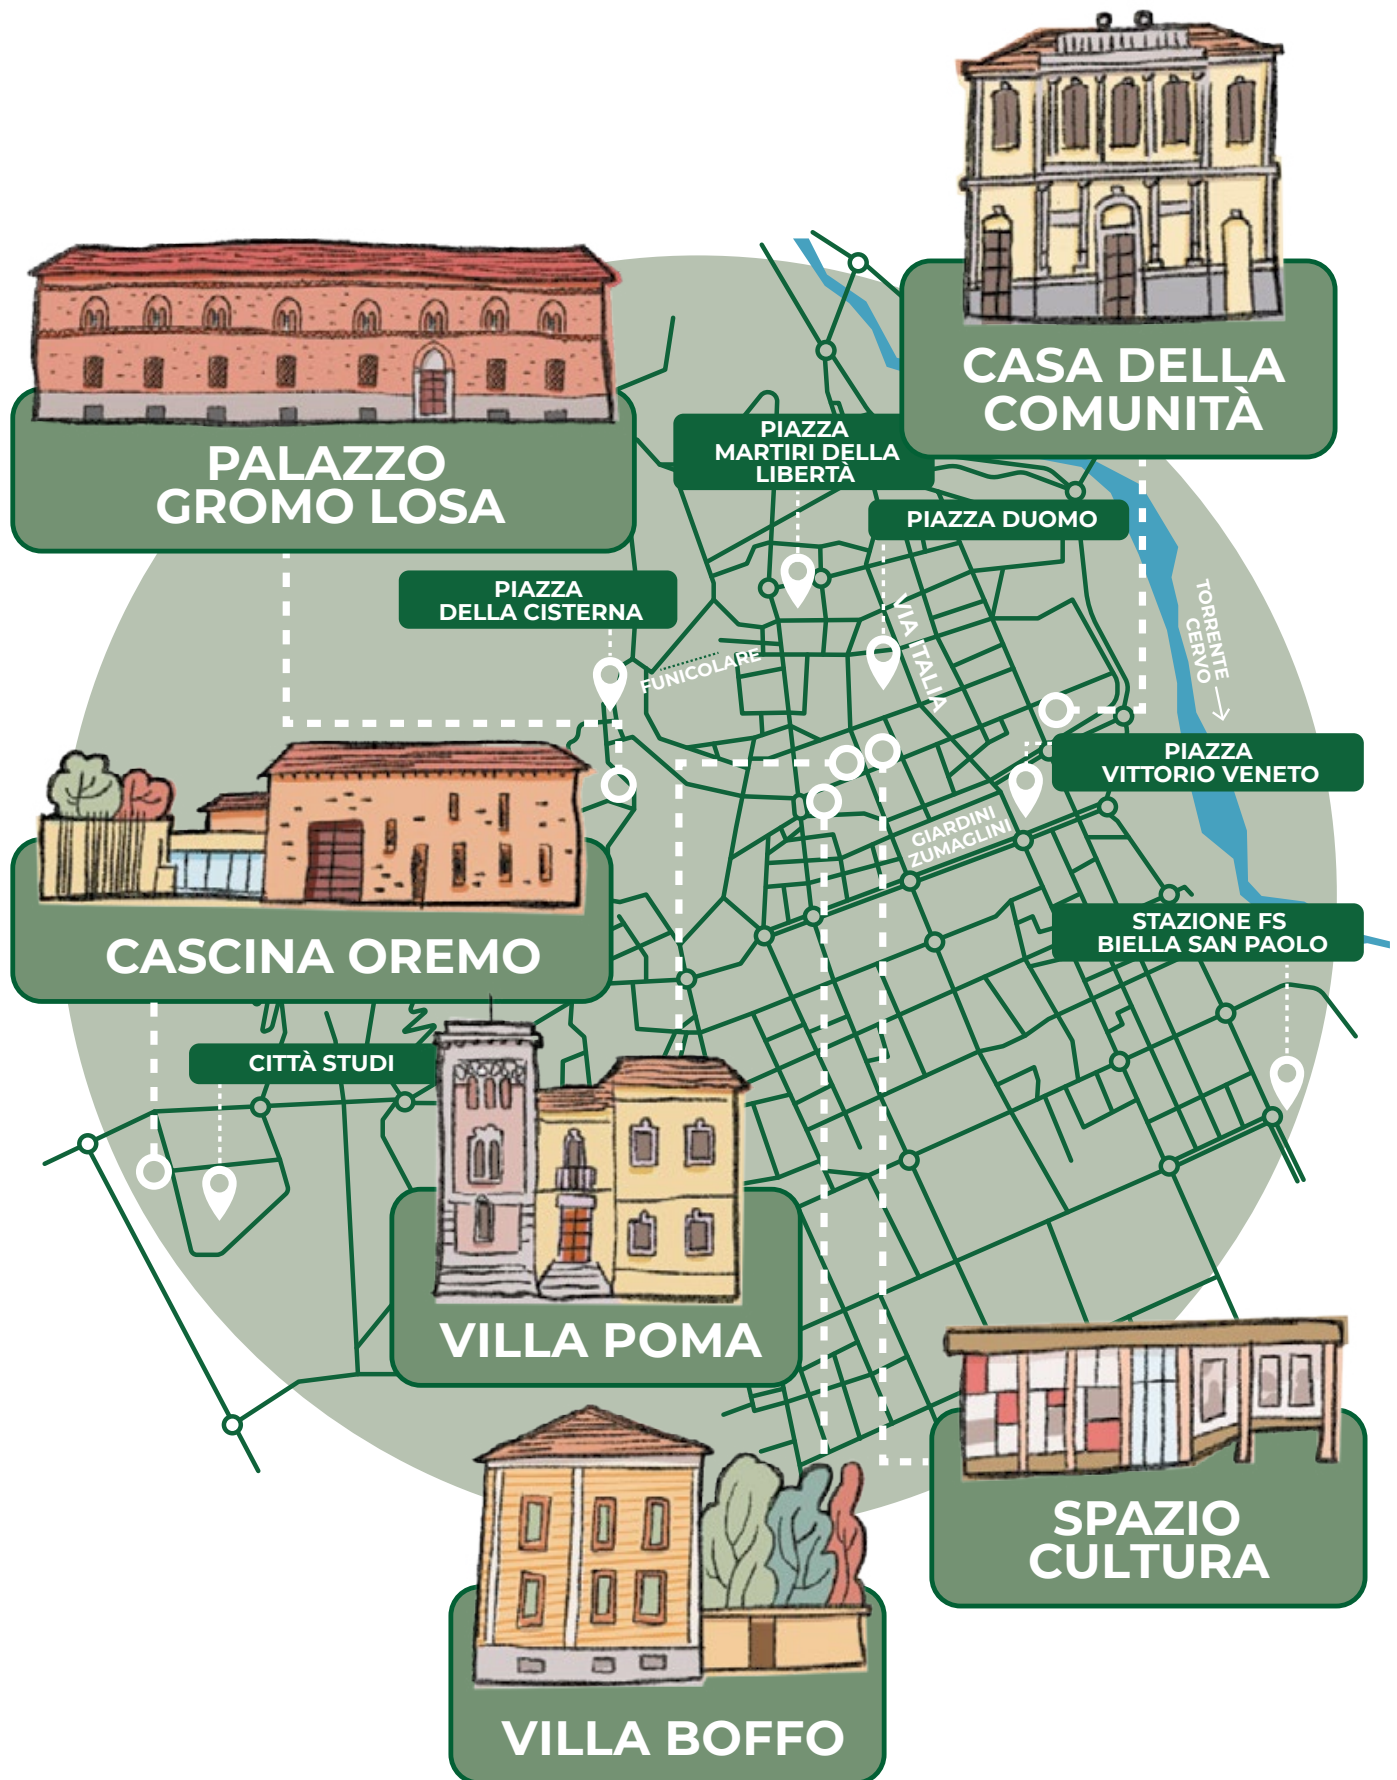 CASA DELLA
COMUNITÀ
PALAZZO
GROMO LOSA
PIAZZA
MARTIRI DELLA
LIBERTÀ
PIAZZA DUOMO
PIAZZA
DELLA CISTERNA
FUNICOLARE
VIA ITALIA
TORRENTE
CERVO
PIAZZA
VITTORIO VENETO
GIARDINI
ZUMAGLINI
CASCINA OREMO
STAZIONE FS
BIELLA SAN PAOLO
CITTÀ STUDI
VILLA POMA
SPAZIO
CULTURA
VILLA BOFFO